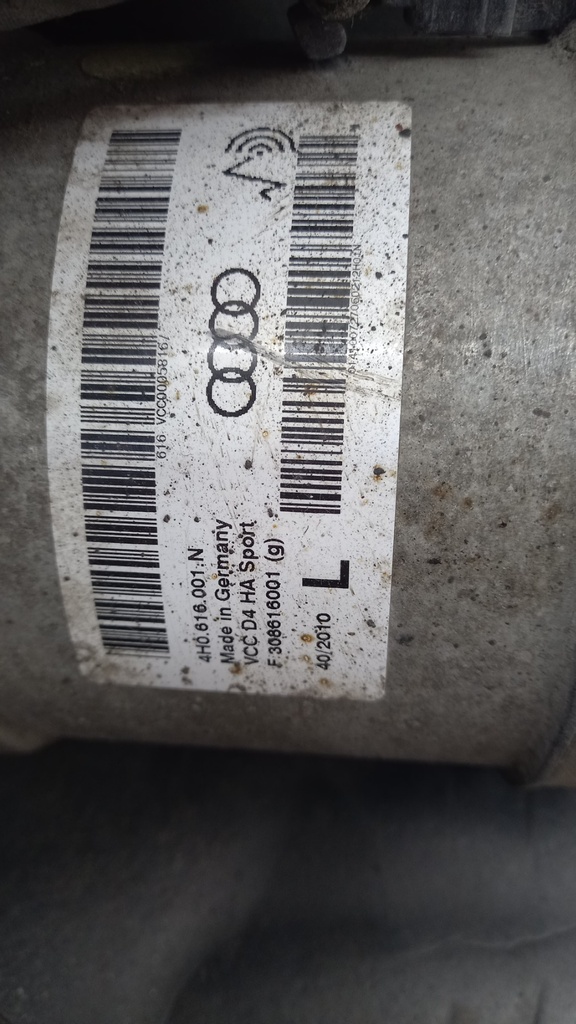 616 VCC00058167
4H0.616.001.N
Made in Germany
VCC D4 HA Sport
F 308616001 (g)
40/2010
L